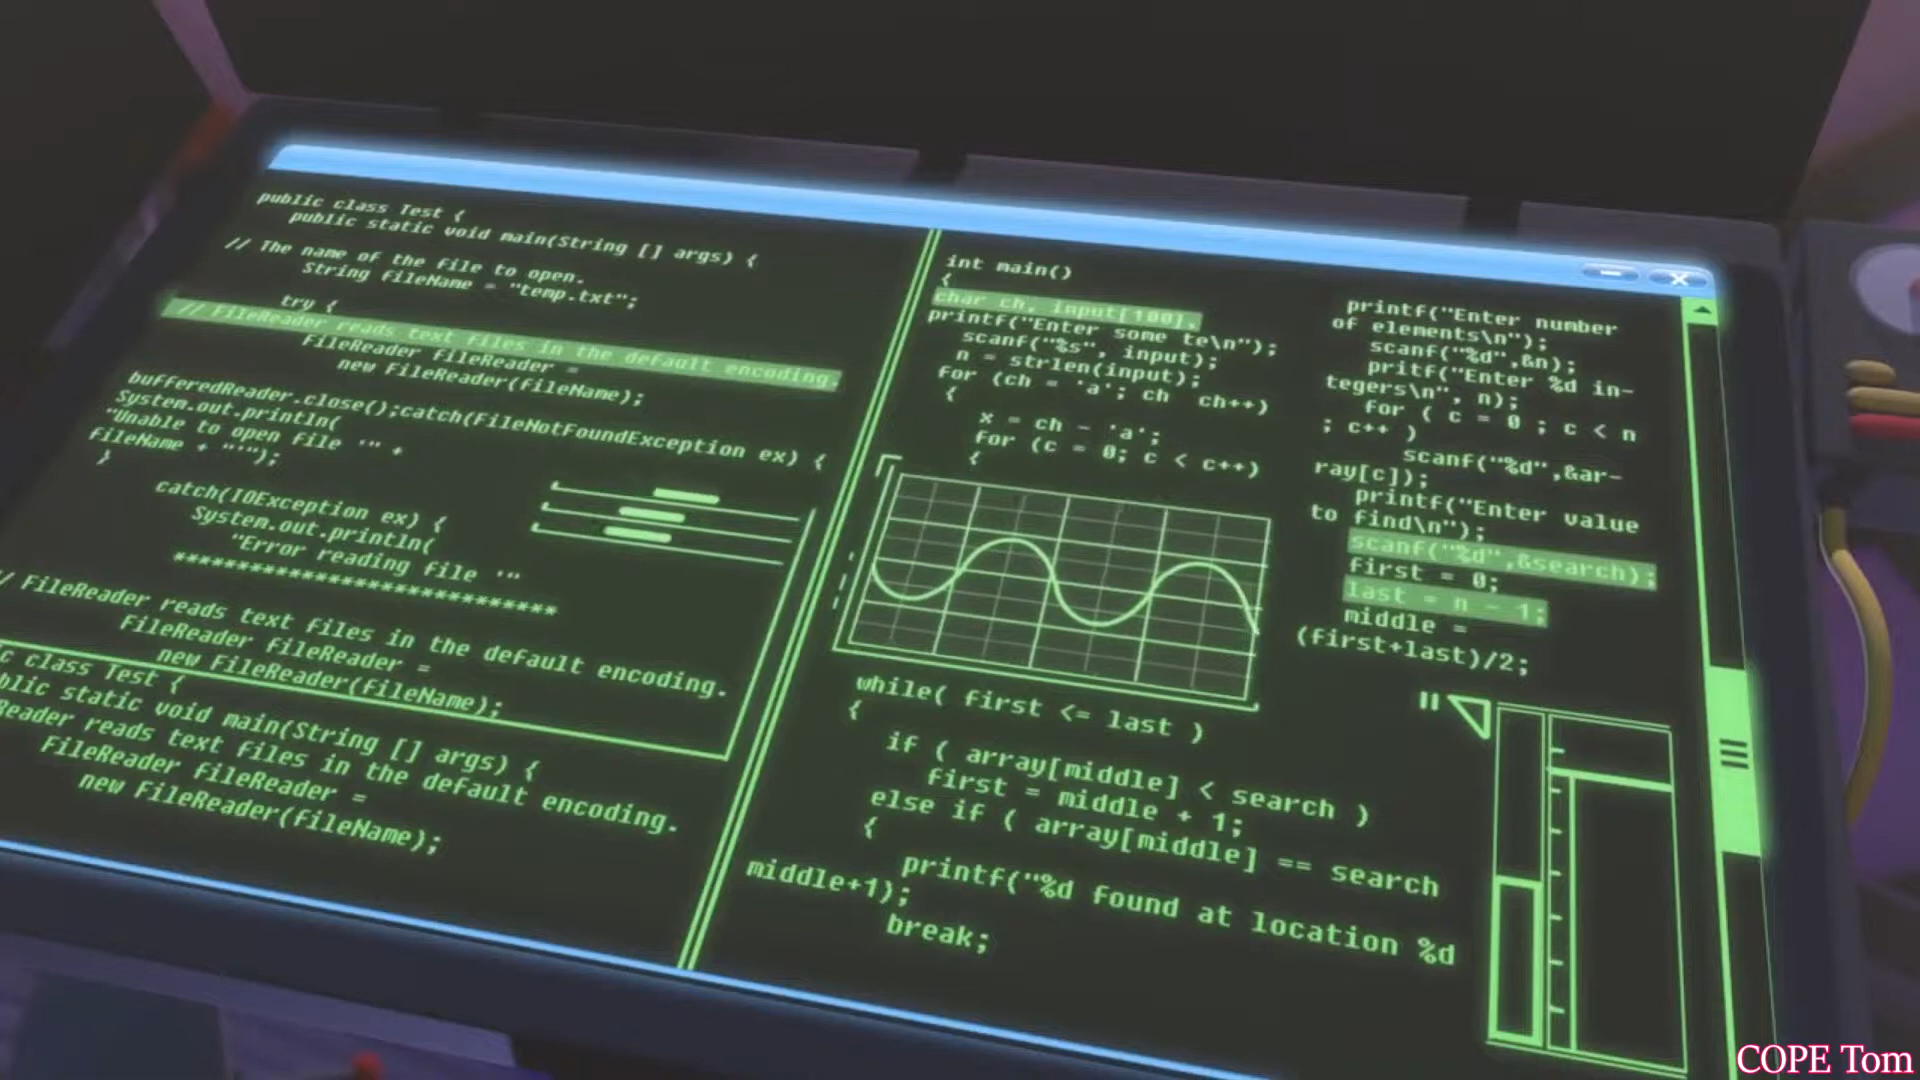 public class Test {
public static void main(String [] args) {
// The name of the file to open.
String fileName = "temp.txt";
try {
// FileReader reads text files in the default encoding.
FileReader fileReader =
new FileReader(fileName);
bufferedReader.close();catch(FileNotFoundException ex) {
System.out.println(
"Unable to open file '" +
fileName + "'");
}
catch(IOException ex) {
System.out.println(
"Error reading file '"
********************************
// FileReader reads text files in the default encoding.
FileReader fileReader =
new FileReader(fileName);
c class Test {
blic static void main(String [] args) {
Reader reads text files in the default encoding.
FileReader fileReader =
new FileReader(fileName);
int main()
{
char ch, input[100],
printf("Enter some te\n");
scanf("%s", input);
n = strlen(input);
for (ch = 'a'; ch ch++)
{
x = ch - 'a';
for (c = 0; c < c++)
{
while( first <= last )
{
if ( array[middle] < search )
first = middle + 1;
else if ( array[middle] == search
{
printf("%d found at location %d
middle+1);
break;
printf("Enter number
of elements\n");
scanf("%d",&n);
pritf("Enter %d in-
tegers\n", n);
for ( c = 0 ; c < n
; c++ )
scanf("%d",&ar-
ray[c]);
printf("Enter value
to find\n");
scanf("%d",&search);
first = 0;
last = n - 1;
middle =
(first+last)/2;
COPE Tom